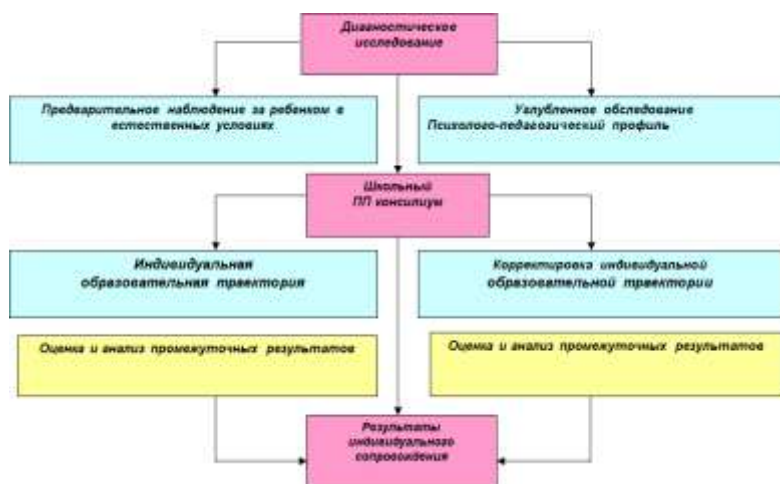 Диагностическое
исследование
Предварительное наблюдение за ребенком в
естественных условиях
Углубленное обследование
Психолого-педагогический профиль
Школьный
ПП консилиум
Индивидуальная
образовательная траектория
Корректировка индивидуальной
образовательной траектории
Оценка и анализ промежуточных результатов
Оценка и анализ промежуточных результатов
Результаты
индивидуального
сопровождения